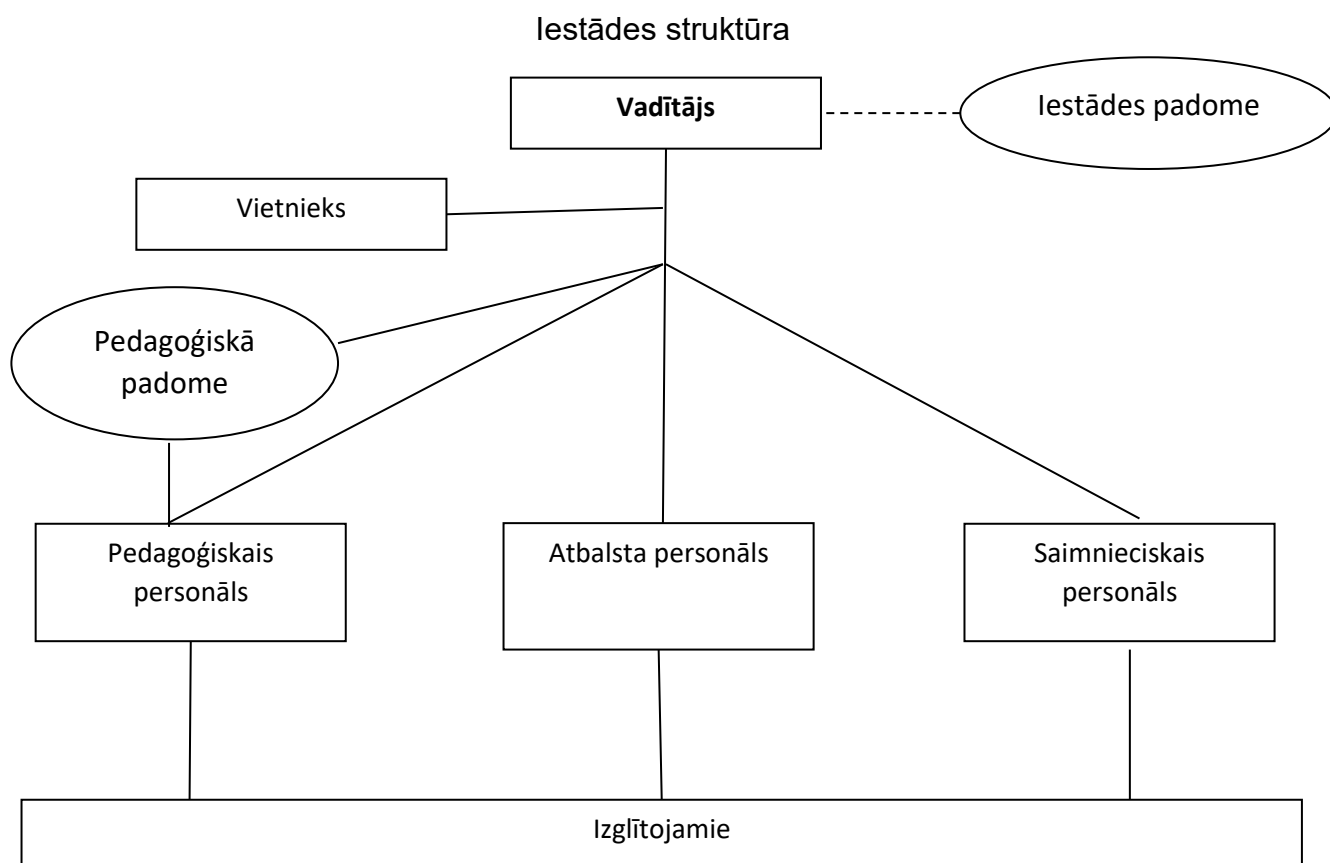 Iestādes struktūra
Vadītājs
Iestādes padome
Vietnieks
Pedagoģiskā
padome
Pedagoģiskais
personāls
Atbalsta personāls
Saimnieciskais
personāls
Izglītojamie